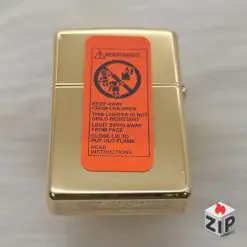 WARNING
KEEP AWAY
FROM CHILDREN
THIS LIGHTER IS NOT
CHILD RESISTANT
LIGHT ZIPPO AWAY
FROM FACE
CLOSE LID TO
PUT OUT FLAME
READ
INSTRUCTIONS
ZIP